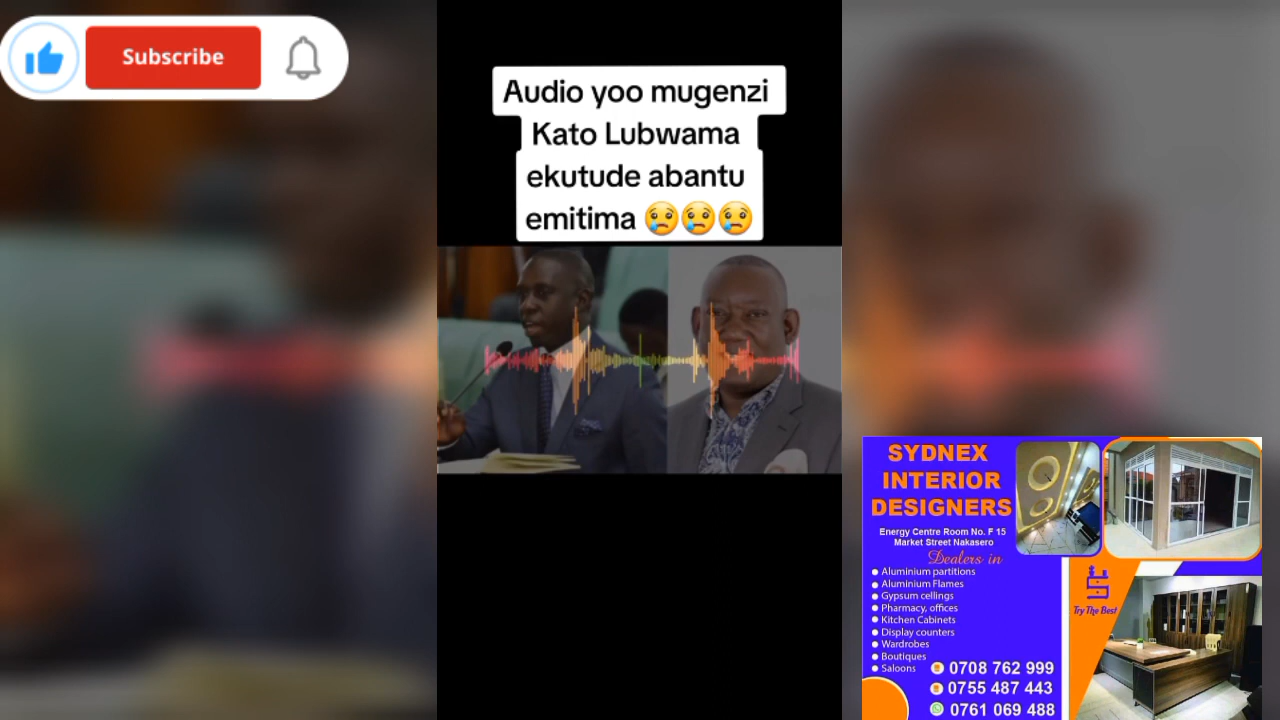 Subscribe
Audio yoo mugenzi
Kato Lubwama
ekutude abantu
emitima 😢😢😢
SYDNEX
INTERIOR
DESIGNERS
Energy Centre Room No. F 15
Market Street Nakasero
Dealers in
Aluminium partitions
Aluminium Flames
Gypsum cellings
Pharmacy, offices
Kitchen Cabinets
Display counters
Wardrobes
Boutiques
Saloons
0708 762 999
0755 487 443
0761 069 488
Try The Best